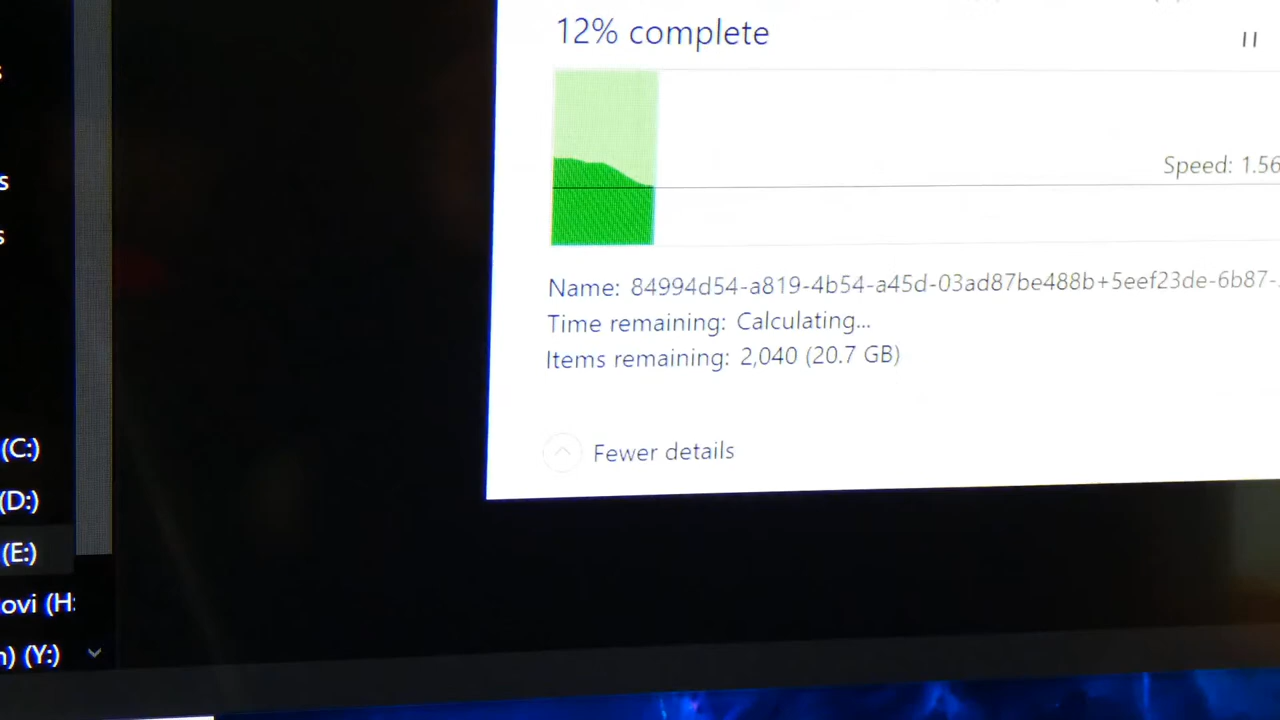 12% complete
Speed: 1.56
Name: 84994d54-a819-4b54-a45d-03ad87be488b+5eef23de-6b87-
Time remaining: Calculating...
Items remaining: 2,040 (20.7 GB)
Fewer details
s
s
s
(C:)
(D:)
(E:)
ovi (H:
n) (Y:)